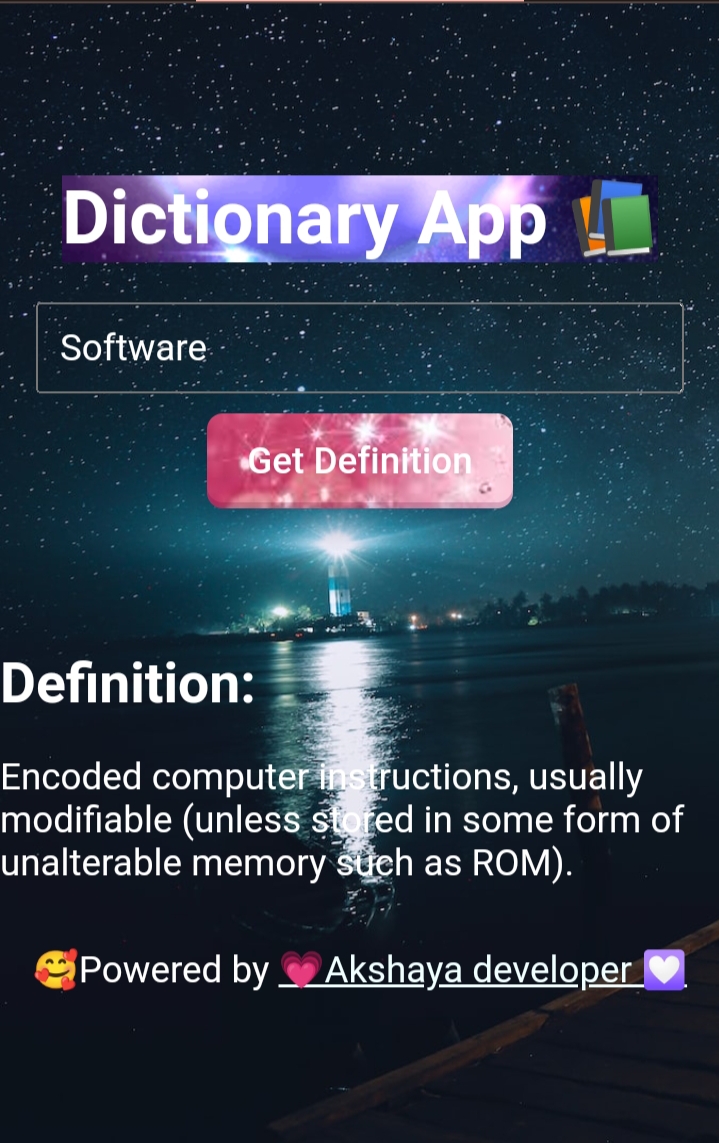 Dictionary App 📚
Software
Get Definition
Definition:
Encoded computer instructions, usually
modifiable (unless stored in some form of
unalterable memory such as ROM).
🥰Powered by 💗Akshaya developer 💟